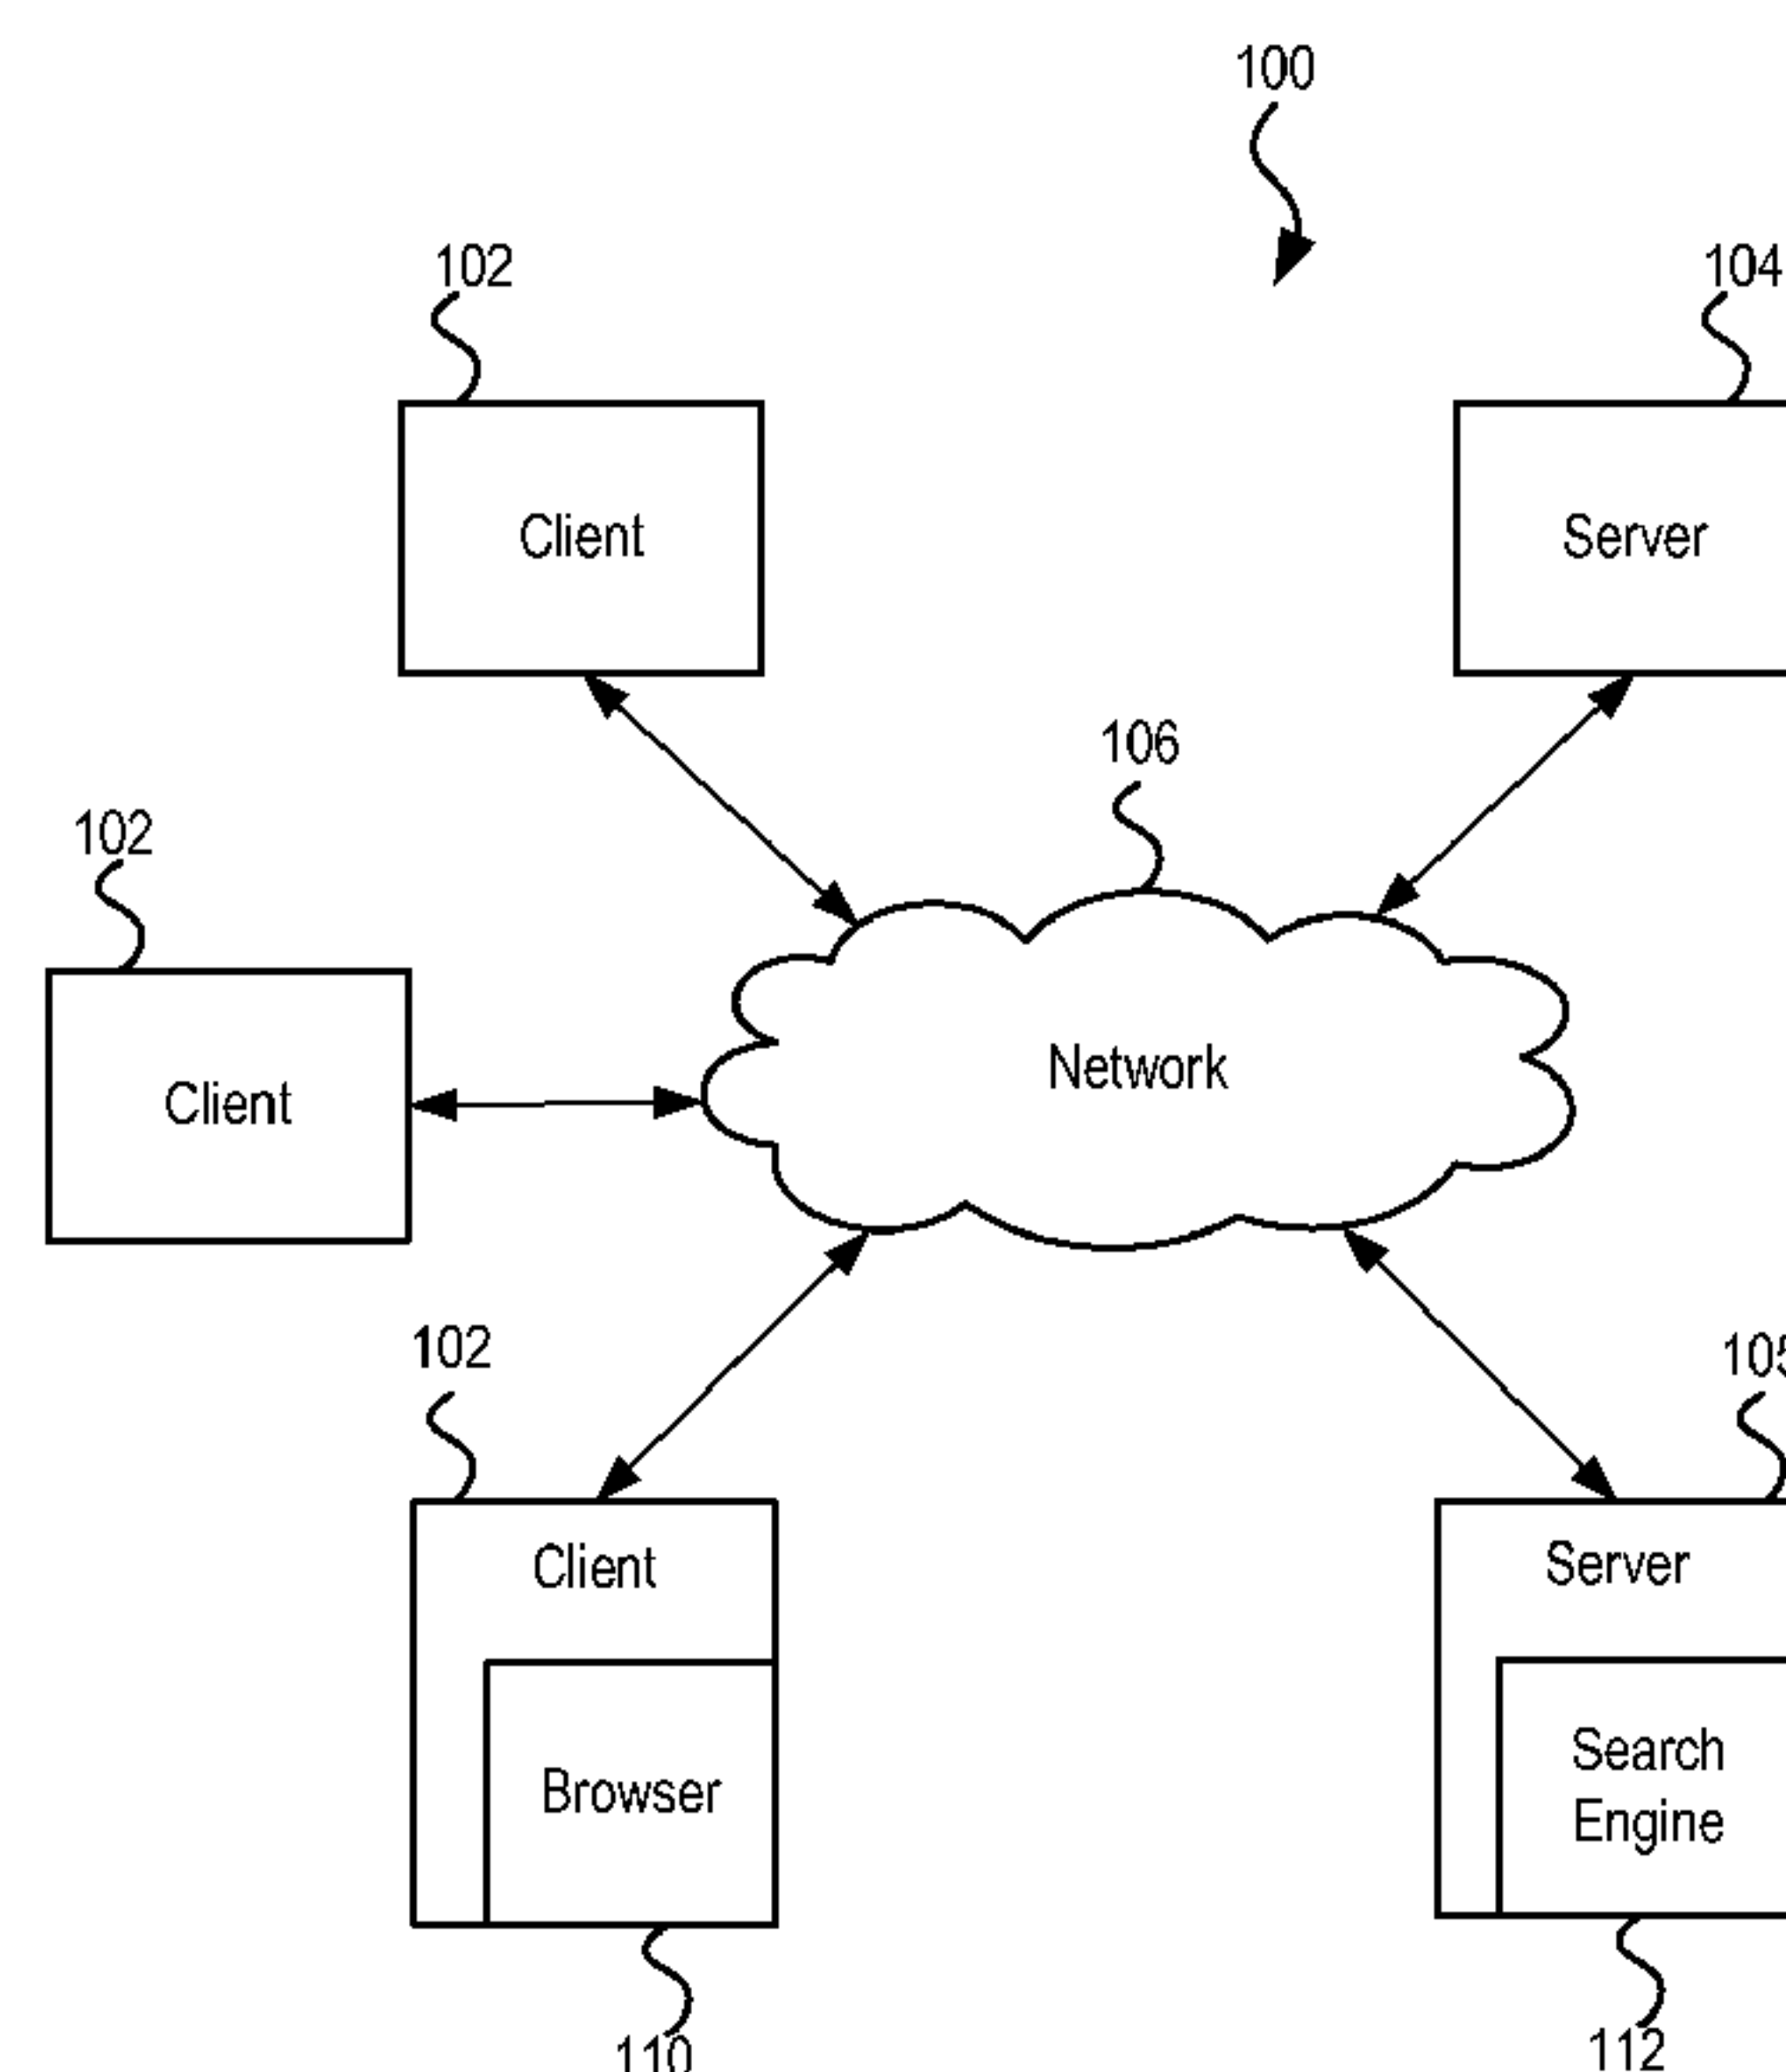 100
102
104
Client
Server
106
102
Network
Client
102
Client
Server
Browser
Search
Engine
110
112